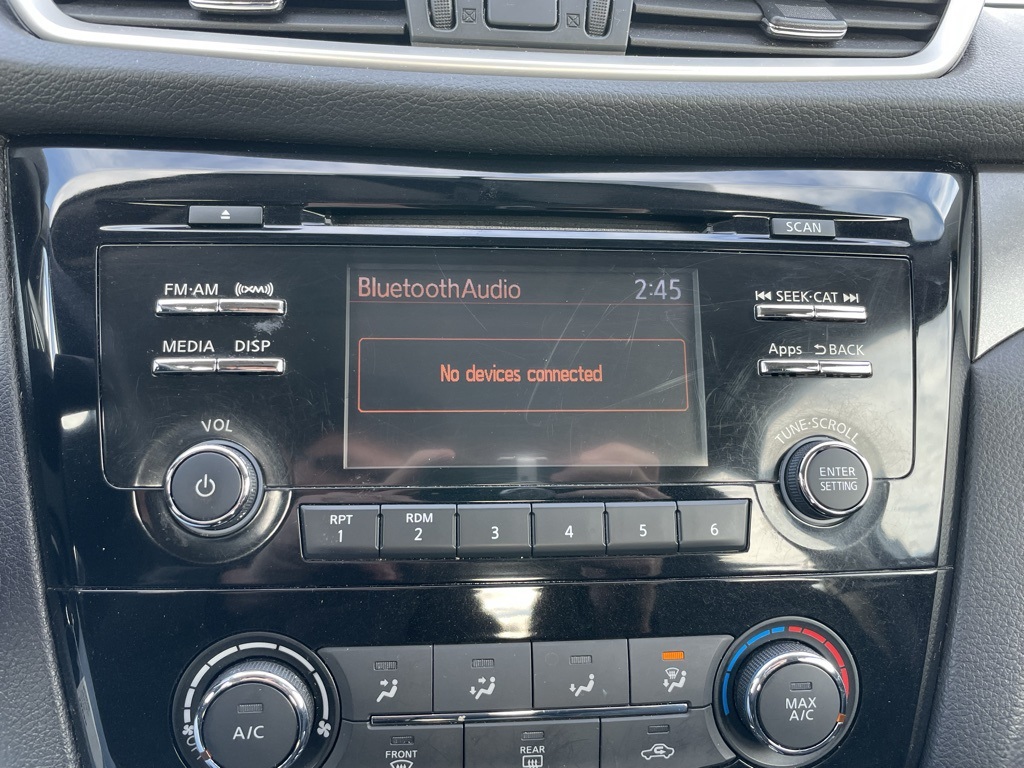 SCAN
FM·AM ((XM))
BluetoothAudio 2:45
SEEK·CAT
MEDIA DISP
No devices connected
Apps BACK
VOL
TUNE·SCROLL
ENTER
SETTING
RPT RDM
1 2 3 4 5 6
A/C
MAX
A/C
FRONT
REAR